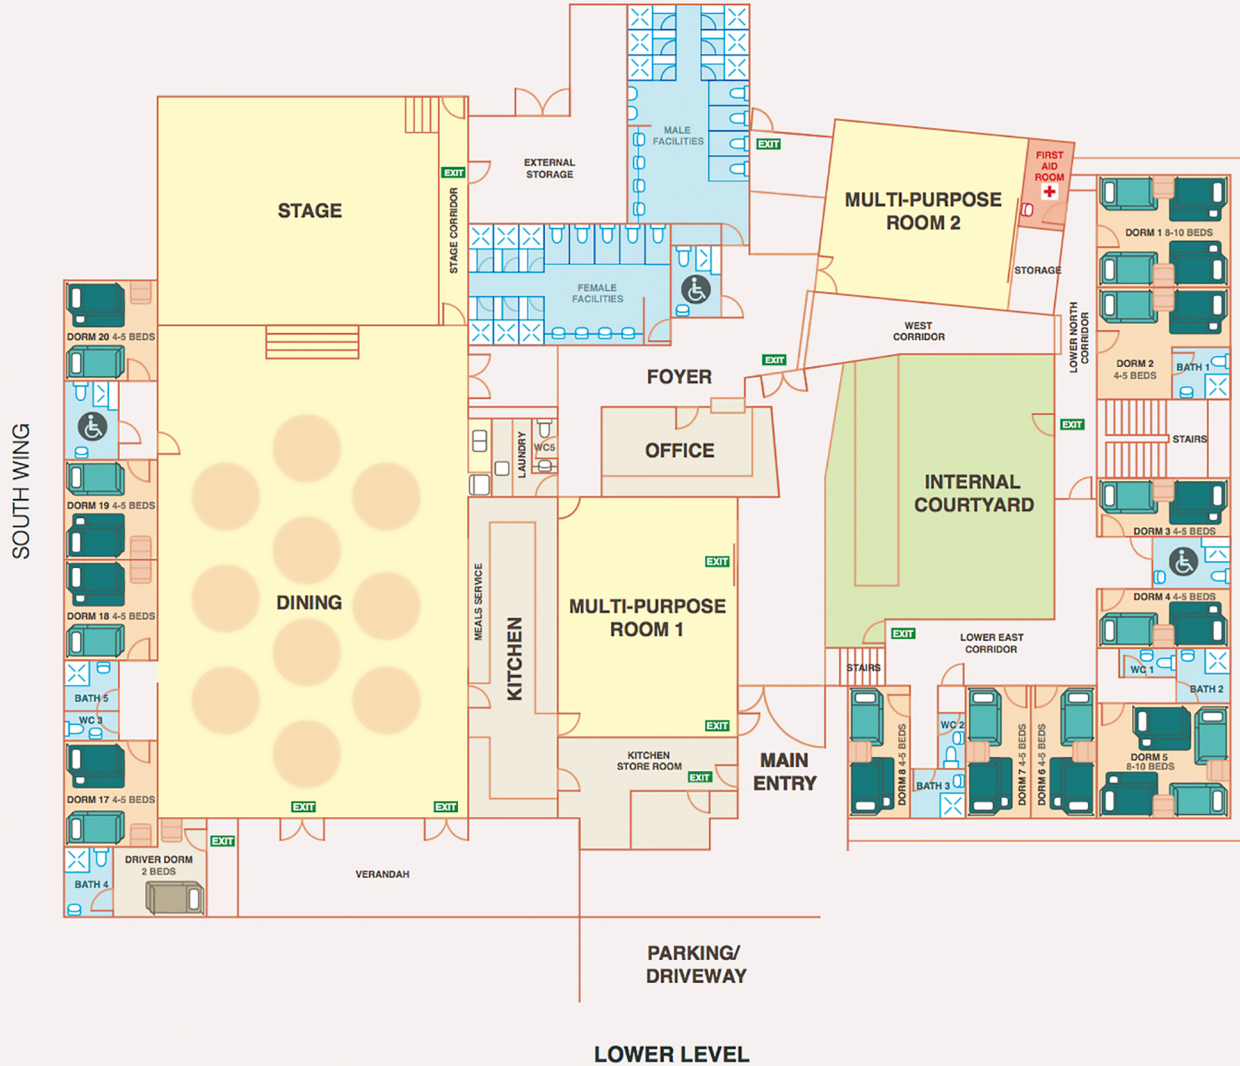 MALE
FACILITIES
EXIT
EXTERNAL
STORAGE
FIRST
AID
ROOM
EXIT
STAGE CORRIDOR
STAGE
MULTI-PURPOSE
ROOM 2
DORM 1 8-10 BEDS
STORAGE
FEMALE
FACILITIES
DORM 20 4-5 BEDS
WEST
CORRIDOR
LOWER NORTH
CORRIDOR
EXIT
FOYER
DORM 2
4-5 BEDS
BATH 1
EXIT
STAIRS
OFFICE
LAUNDRY
WC5
SOUTH WING
DORM 19 4-5 BEDS
INTERNAL
COURTYARD
DORM 3 4-5 BEDS
EXIT
MEALS SERVICE
KITCHEN
DINING
MULTI-PURPOSE
ROOM 1
DORM 18 4-5 BEDS
DORM 4 4-5 BEDS
EXIT
LOWER EAST
CORRIDOR
STAIRS
WC 1
BATH 2
BATH 5
WC 3
EXIT
WC 2
DORM 8 4-5 BEDS
DORM 7 4-5 BEDS
DORM 6 4-5 BEDS
DORM 5
8-10 BEDS
KITCHEN
STORE ROOM
EXIT
MAIN
ENTRY
BATH 3
DORM 17 4-5 BEDS
EXIT
EXIT
EXIT
DRIVER DORM
2 BEDS
BATH 4
VERANDAH
PARKING/
DRIVEWAY
LOWER LEVEL